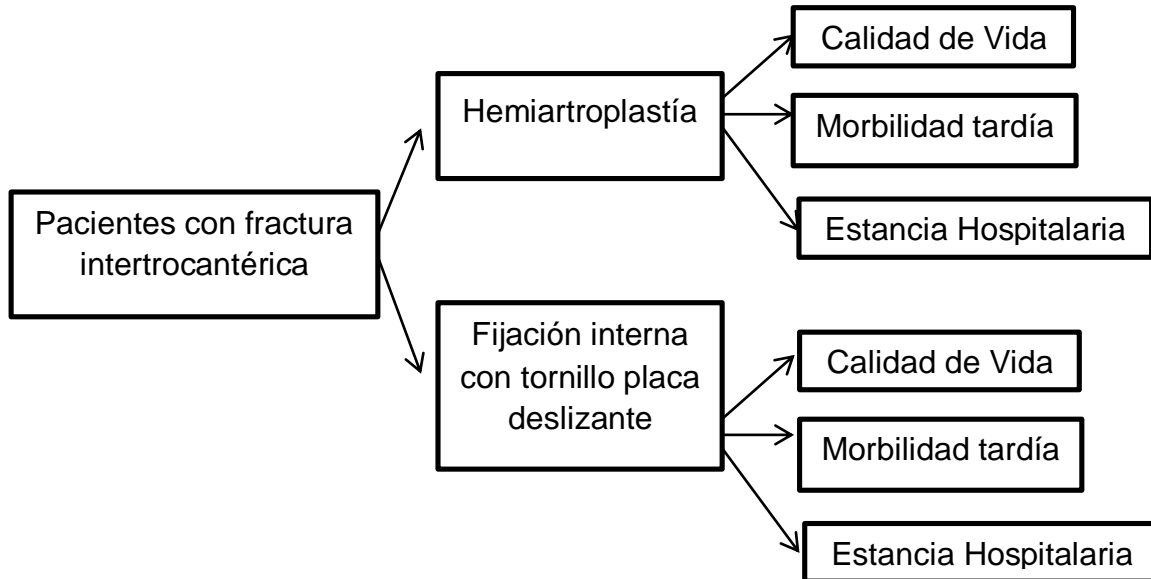 Pacientes con fractura
intertrocantérica
Hemiartroplastía
Calidad de Vida
Morbilidad tardía
Estancia Hospitalaria
Fijación interna
con tornillo placa
deslizante
Calidad de Vida
Morbilidad tardía
Estancia Hospitalaria